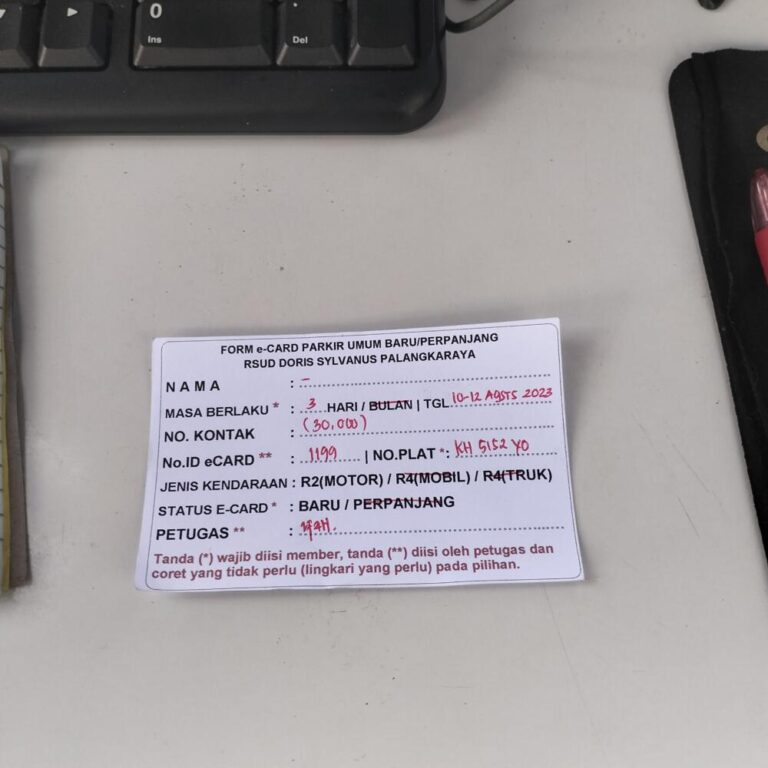 0
Ins
.
Del
FORM e-CARD PARKIR UMUM BARU/PERPANJANG
RSUD DORIS SYLVANUS PALANGKARAYA
NAMA : -
MASA BERLAKU * : 3 HARI / BULAN | TGL 10-12 AGSTS 2023
NO. KONTAK : (30.000)
No.ID eCARD ** : 1199 | NO.PLAT *: KH 5152 YO
JENIS KENDARAAN : R2(MOTOR) / R4(MOBIL) / R4(TRUK)
STATUS E-CARD * : BARU / PERPANJANG
PETUGAS ** :
Tanda (*) wajib diisi member, tanda (**) diisi oleh petugas dan
coret yang tidak perlu (lingkari yang perlu) pada pilihan.